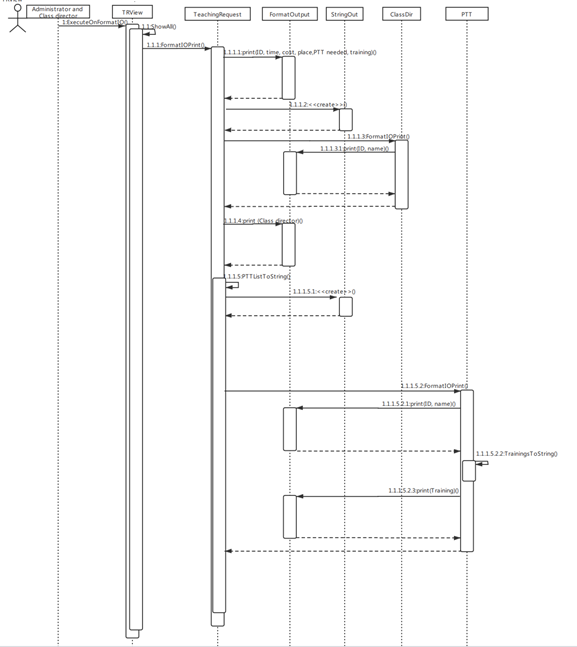 TRView
Administrator and
Class director
TRView
TeachingRequest
FormatOutput
StringOut
ClassDir
PTT
1:ExecuteOnFormatIO()
1.1:ShowAll()
1.1.1:FormatIOPrint()
1.1.1.1:print(ID, time, cost, place,PTT needed, training)()
1.1.1.2:<<create>>()
1.1.1.3:FormatIOPrint()
1.1.1.3.1:print(ID, name)()
1.1.1.4:print (Class director)()
1.1.1.5:PTTListToString()
1.1.1.5.1:<<create>>()
1.1.1.5.2:FormatIOPrint()
1.1.1.5.2.1:print(ID, name)()
1.1.1.5.2.2:TrainingsToString()
1.1.1.5.2.3:print(Training)()